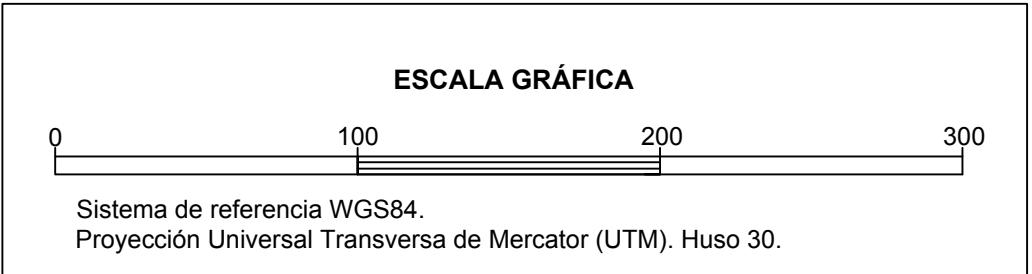 ESCALA GRÁFICA
0 100 200 300
Sistema de referencia WGS84.
Proyección Universal Transversa de Mercator (UTM). Huso 30.